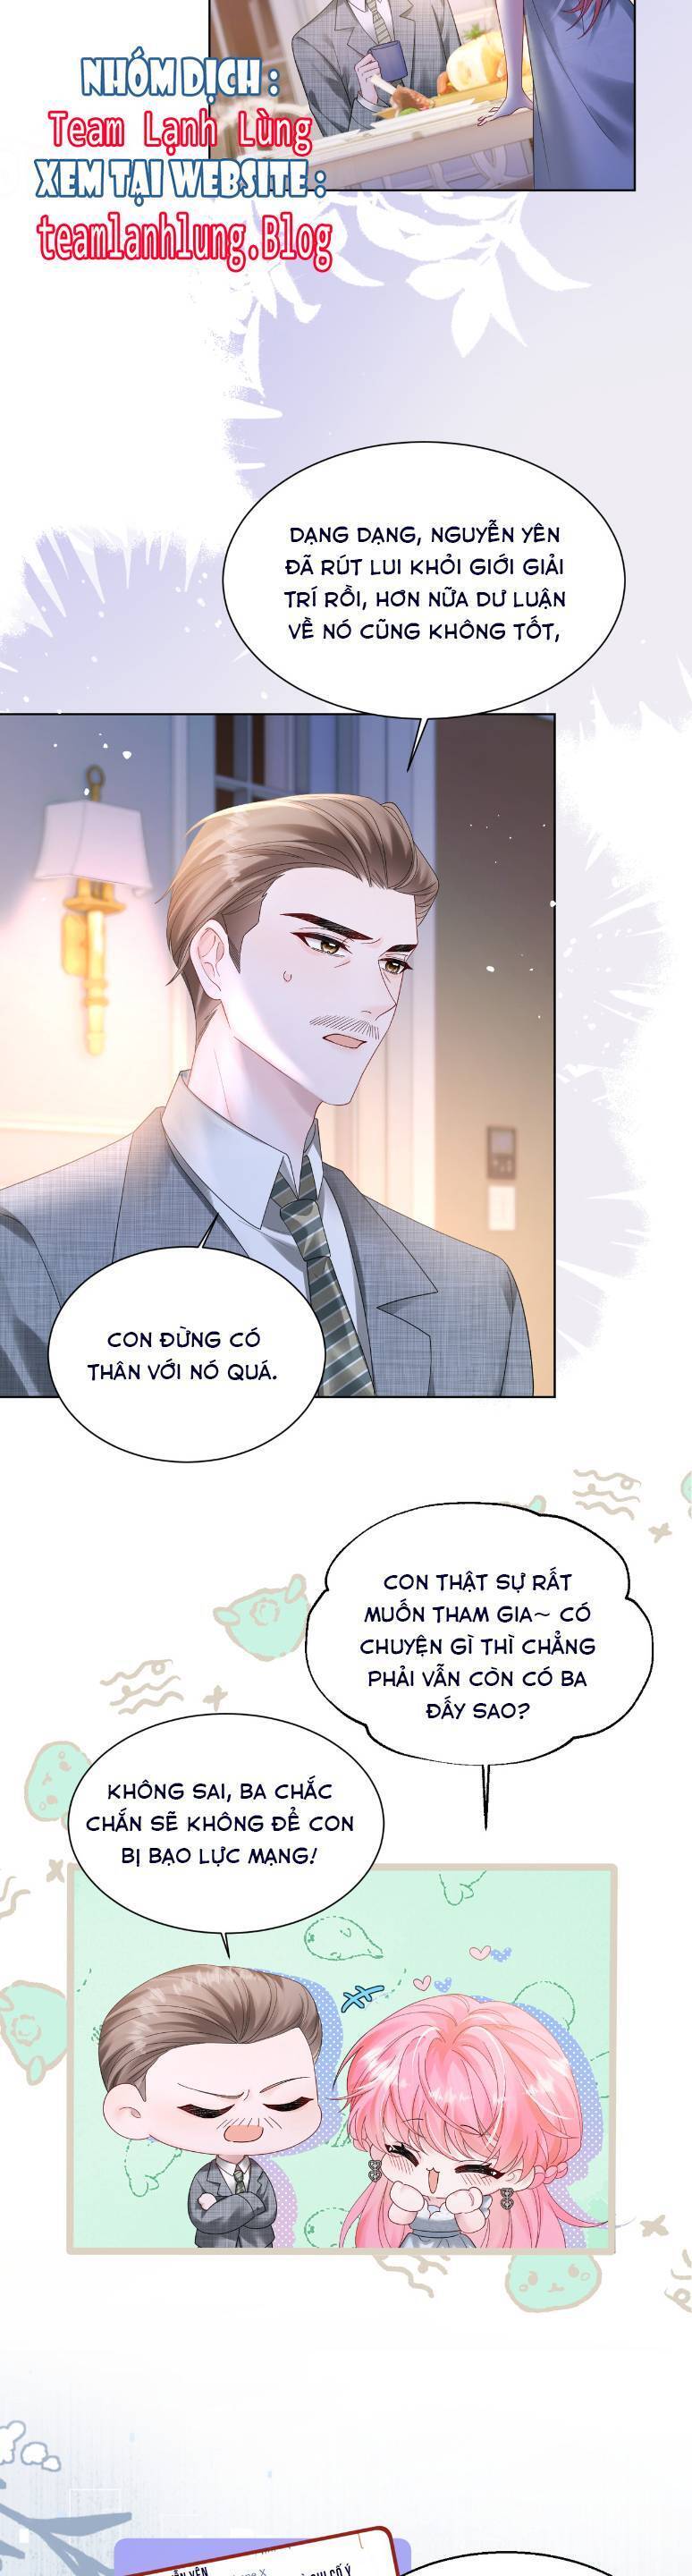 NHÓM DỊCH :
Team Lạnh Lùng
XEM TẠI WEBSITE :
teamlanhlung.Blog
DẠNG DẠNG, NGUYỄN YÊN
ĐÃ RÚT LUI KHỎI GIỚI GIẢI
TRÍ RỒI, HƠN NỮA DƯ LUẬN
VỀ NÓ CŨNG KHÔNG TỐT,
CON ĐỪNG CÓ
THÂN VỚI NÓ QUÁ.
CON THẬT SỰ RẤT
MUỐN THAM GIA~ CÓ
CHUYỆN GÌ THÌ CHẲNG
PHẢI VẪN CÒN CÓ BA
ĐẤY SAO?
KHÔNG SAI, BA CHẮC
CHẮN SẼ KHÔNG ĐỂ CON
BỊ BẠO LỰC MẠNG!
CỐ Ý